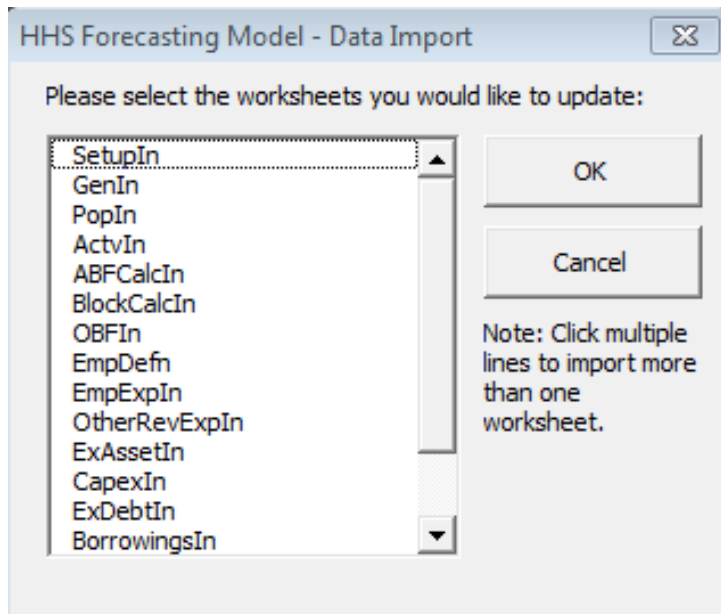 HHS Forecasting Model - Data Import
Please select the worksheets you would like to update:
SetupIn
GenIn
PopIn
ActvIn
ABFCalcIn
BlockCalcIn
OBFIn
EmpDefn
EmpExpIn
OtherRevExpIn
ExAssetIn
CapexIn
ExDebtIn
BorrowingsIn
OK
Cancel
Note: Click multiple
lines to import more
than one
worksheet.